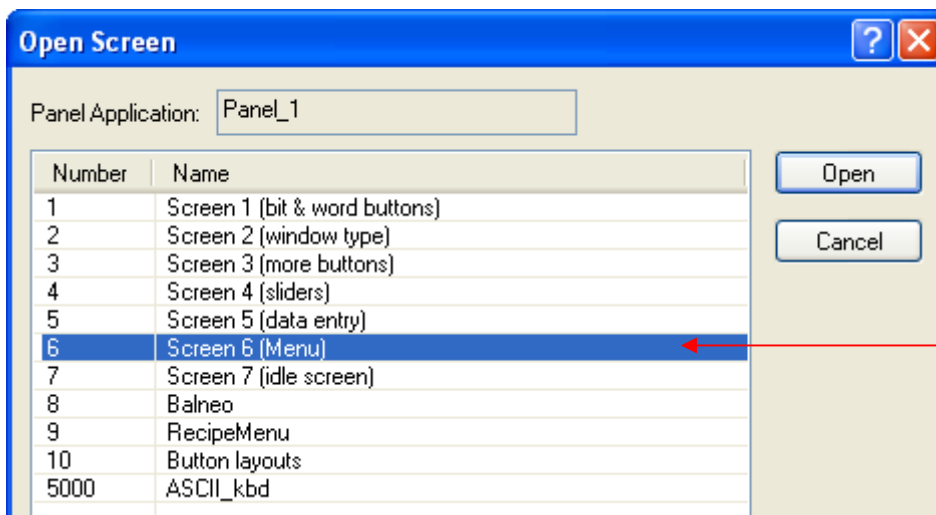 Open Screen
Panel Application: Panel_1
Number Name
1 Screen 1 (bit & word buttons)
2 Screen 2 (window type)
3 Screen 3 (more buttons)
4 Screen 4 (sliders)
5 Screen 5 (data entry)
6 Screen 6 (Menu)
7 Screen 7 (idle screen)
8 Balneo
9 RecipeMenu
10 Button layouts
5000 ASCII_kbd
Open
Cancel